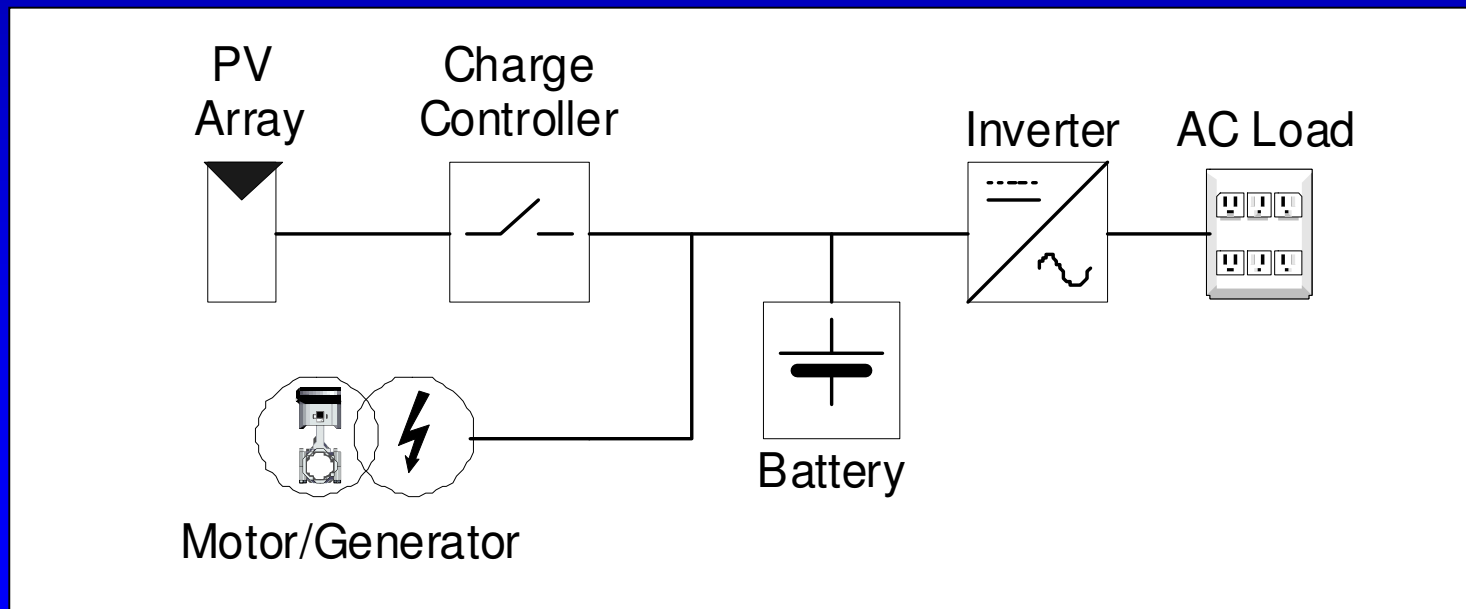 PV
Array
Charge
Controller
Inverter
AC Load
Battery
Motor/Generator